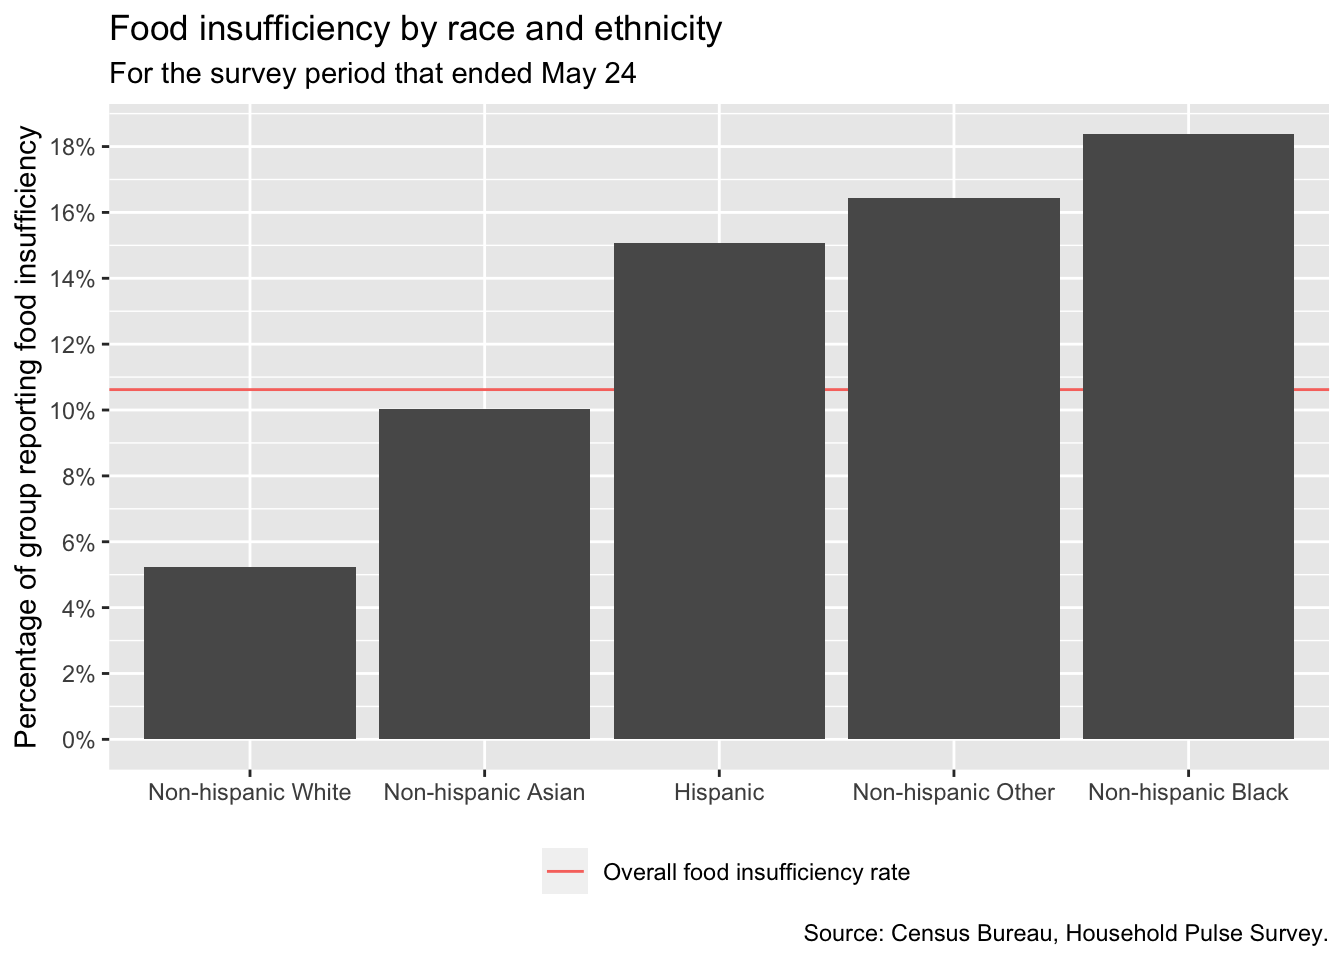 Food insufficiency by race and ethnicity
For the survey period that ended May 24
Percentage of group reporting food insufficiency
18%
16%
14%
12%
10%
8%
6%
4%
2%
0%
Non-hispanic White
Non-hispanic Asian
Hispanic
Non-hispanic Other
Non-hispanic Black
Overall food insufficiency rate
Source: Census Bureau, Household Pulse Survey.